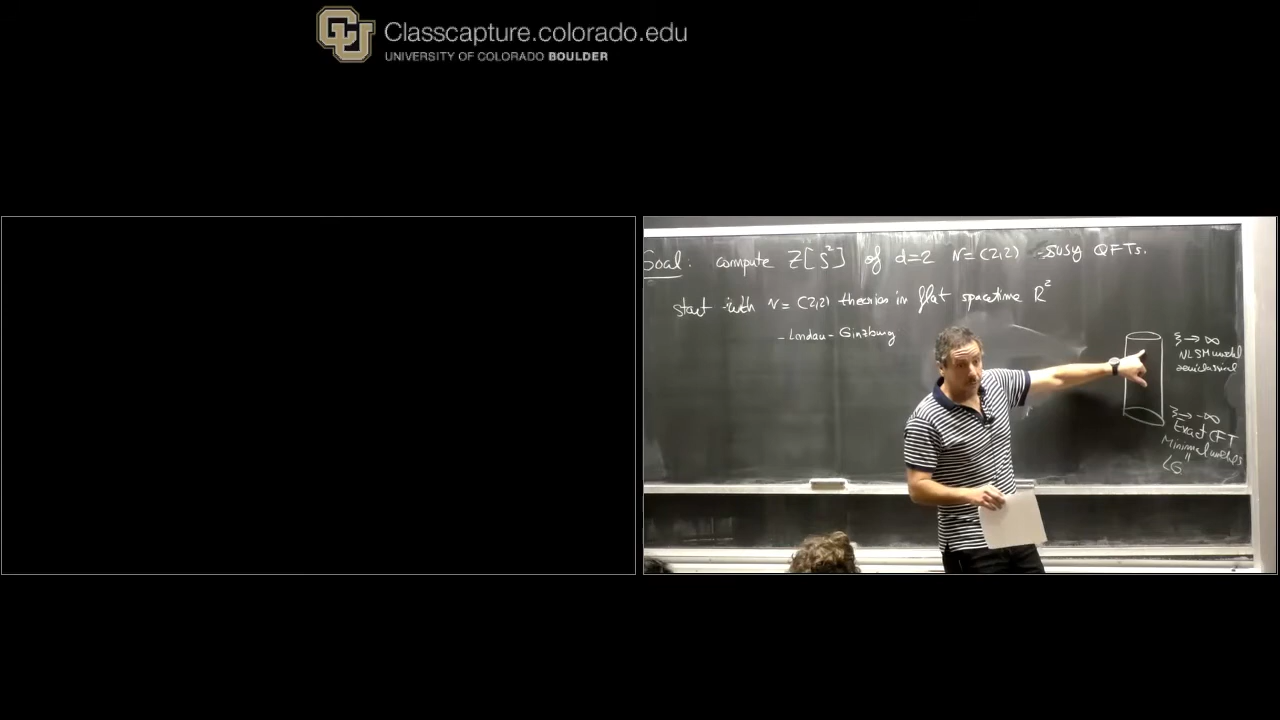 CU
Classcapture.colorado.edu
UNIVERSITY OF COLORADO BOULDER
Goal: compute Z[S²] of d=2 N=(2,2) susy QFTs.
start with N=(2,2) theories in flat spacetime R²
- Landau-Ginzburg
ξ→∞
NLSM model
semiclassical
ξ→-∞
Exact CFT
Minimal models
LG "